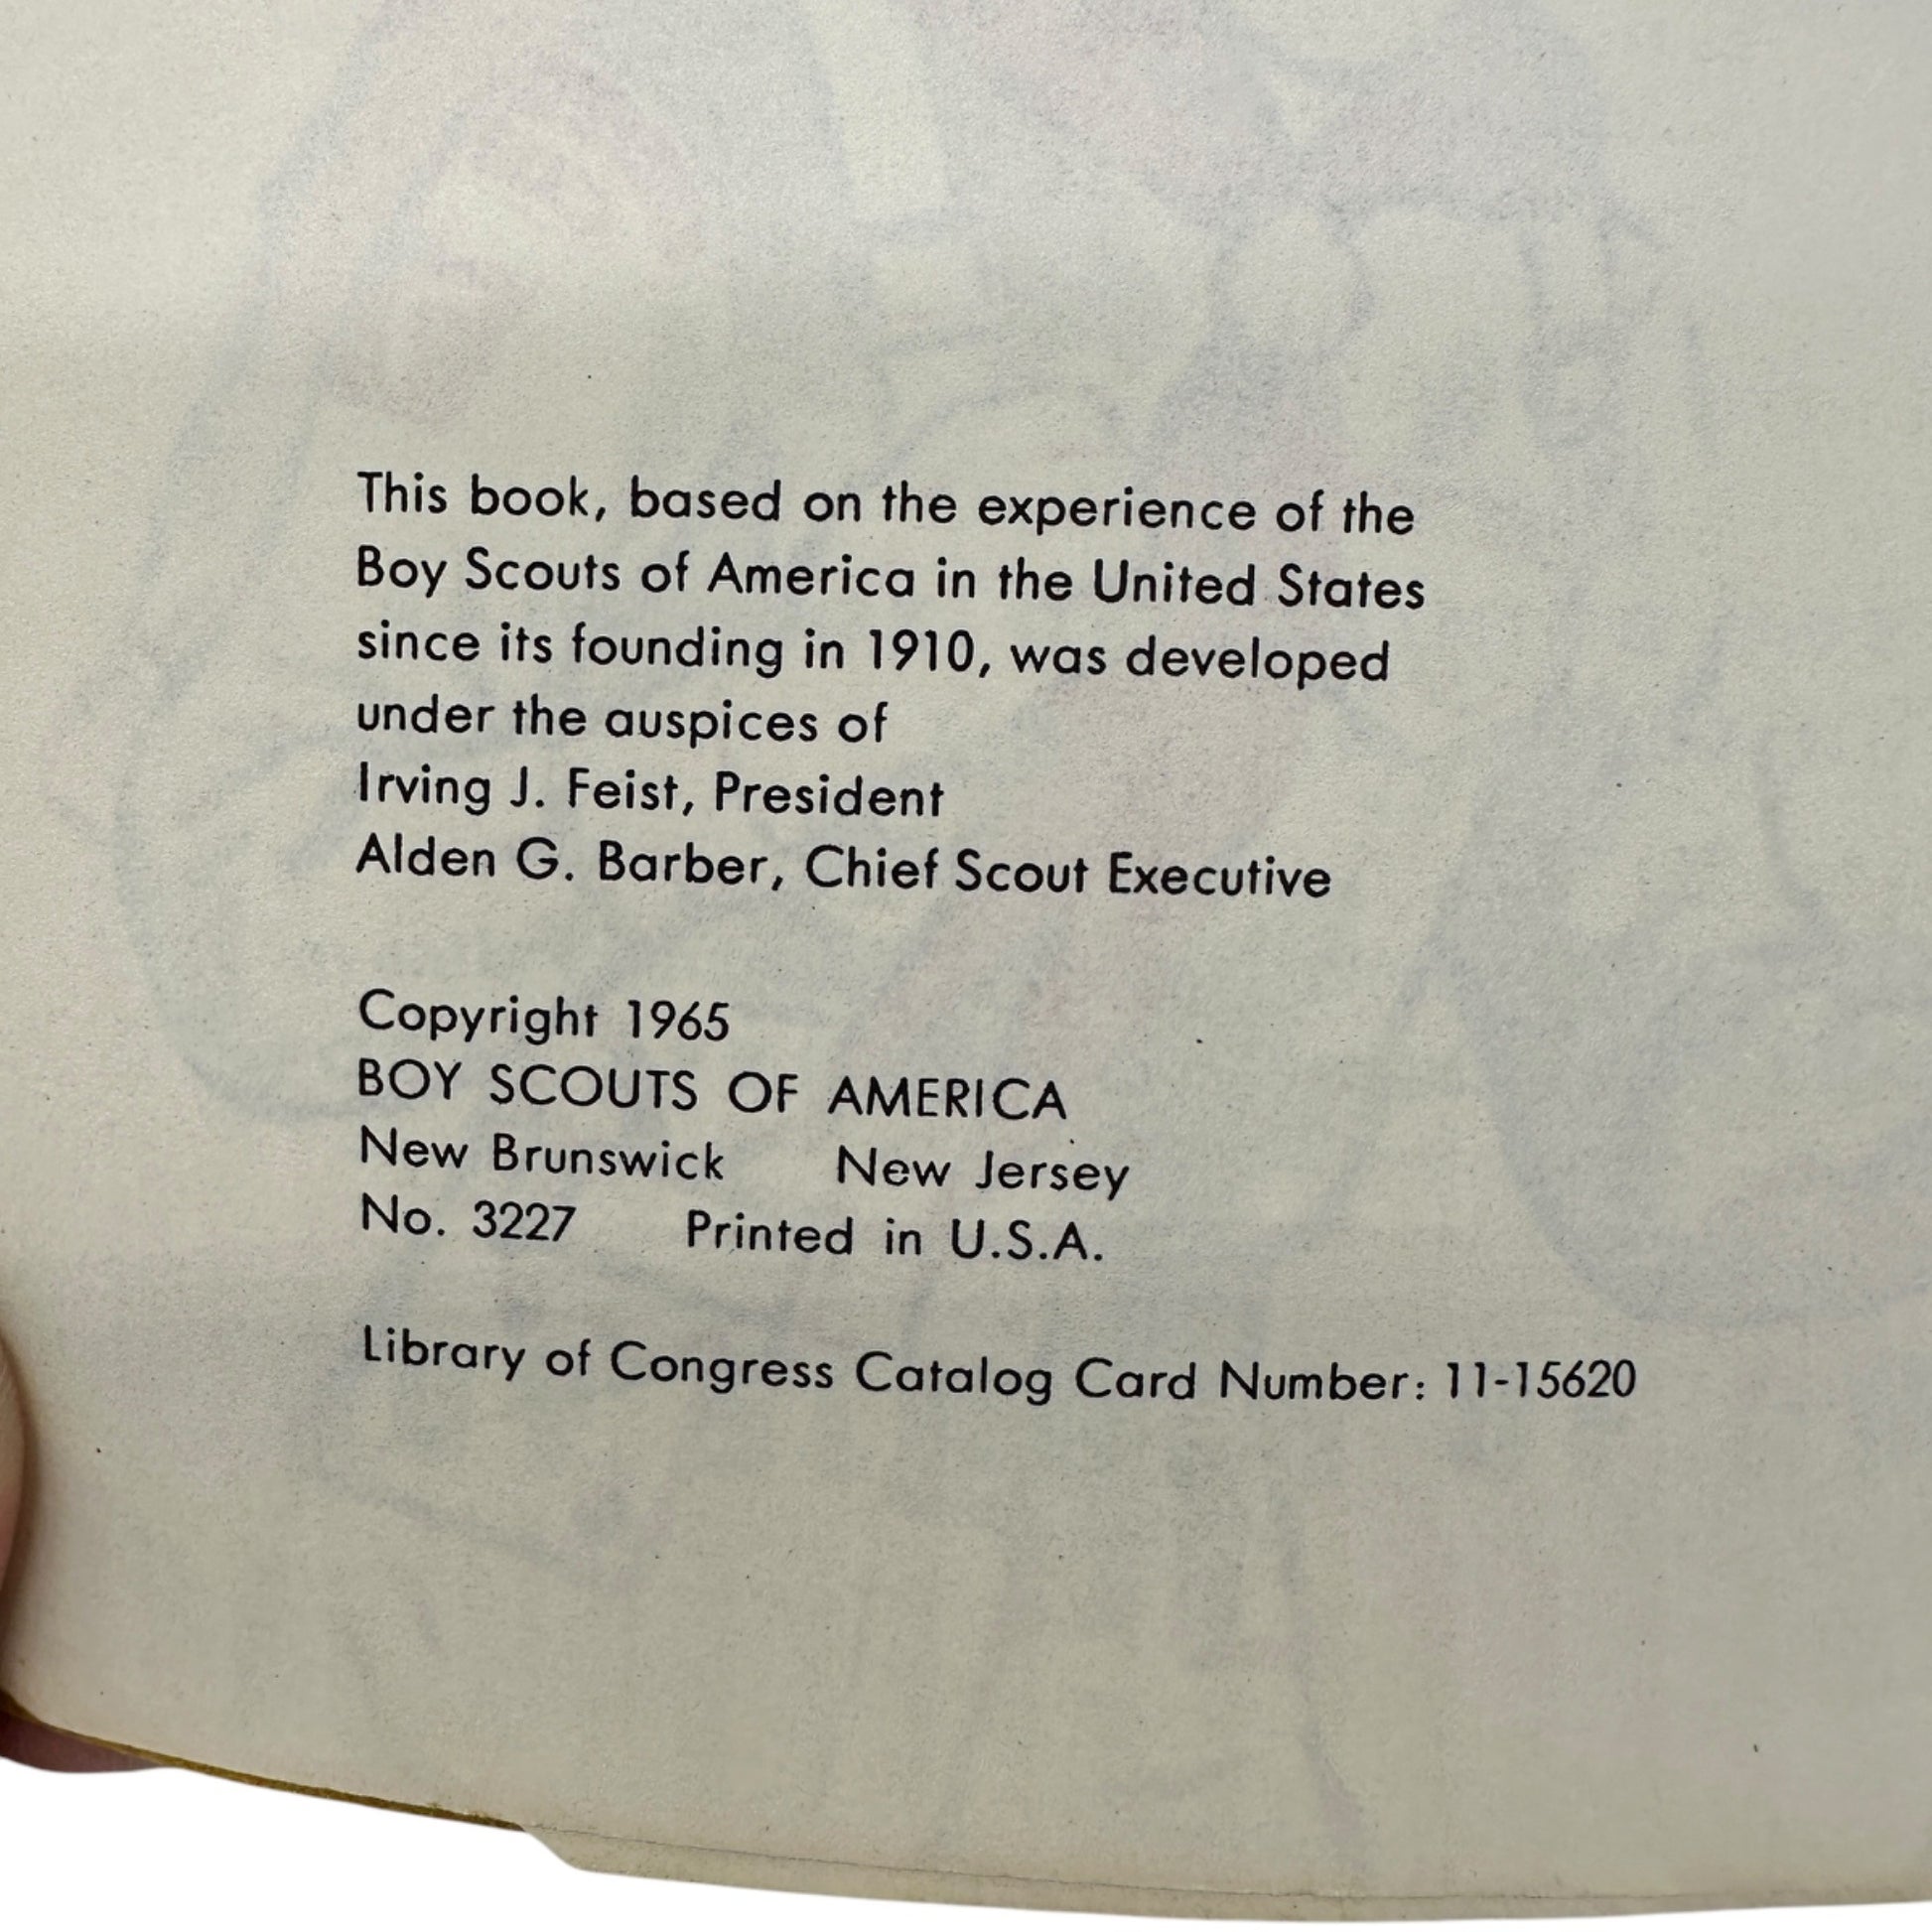 This book, based on the experience of the
Boy Scouts of America in the United States
since its founding in 1910, was developed
under the auspices of
Irving J. Feist, President
Alden G. Barber, Chief Scout Executive
Copyright 1965
BOY SCOUTS OF AMERICA
New Brunswick New Jersey
No. 3227 Printed in U.S.A.
Library of Congress Catalog Card Number: 11-15620